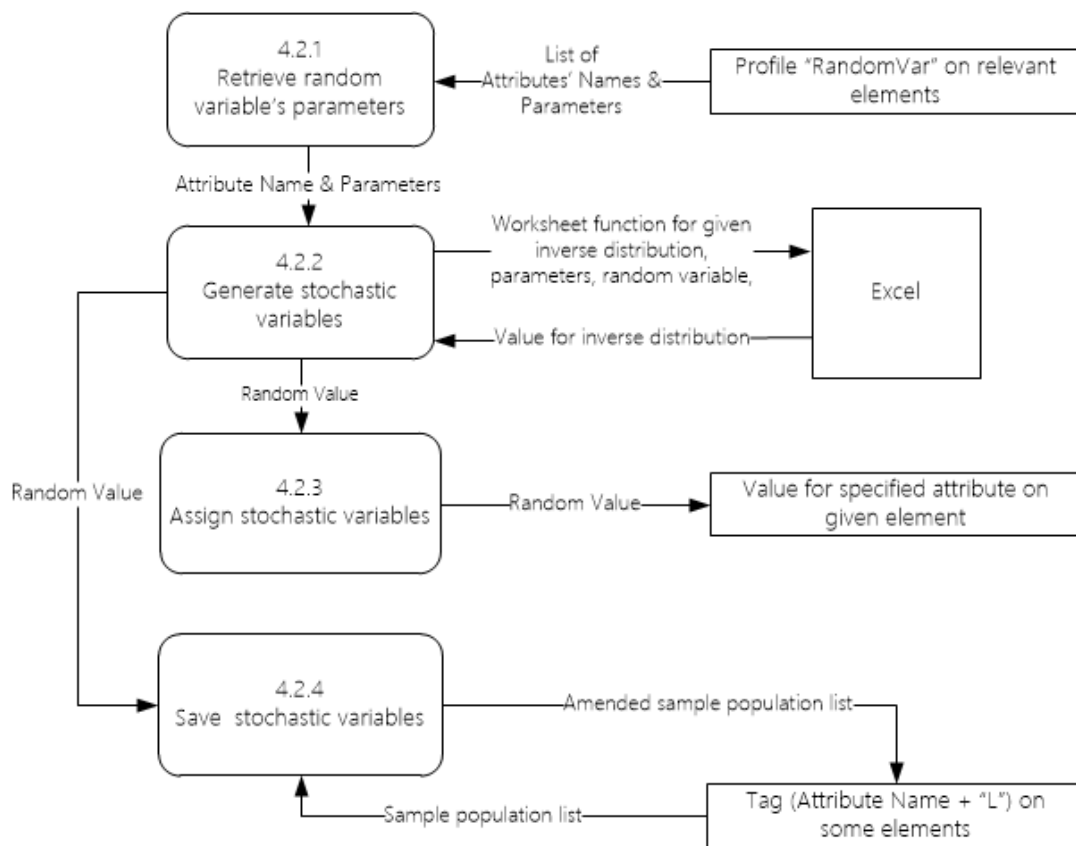 4.2.1
Retrieve random
variable's parameters
List of
Attributes' Names &
Parameters
Profile “RandomVar” on relevant
elements
Attribute Name & Parameters
4.2.2
Generate stochastic
variables
Worksheet function for given
inverse distribution,
parameters, random variable,
Excel
Value for inverse distribution
Random Value
4.2.3
Assign stochastic variables
Random Value
Value for specified attribute on
given element
Random Value
4.2.4
Save stochastic variables
Amended sample population list
Sample population list
Tag (Attribute Name + “L”) on
some elements